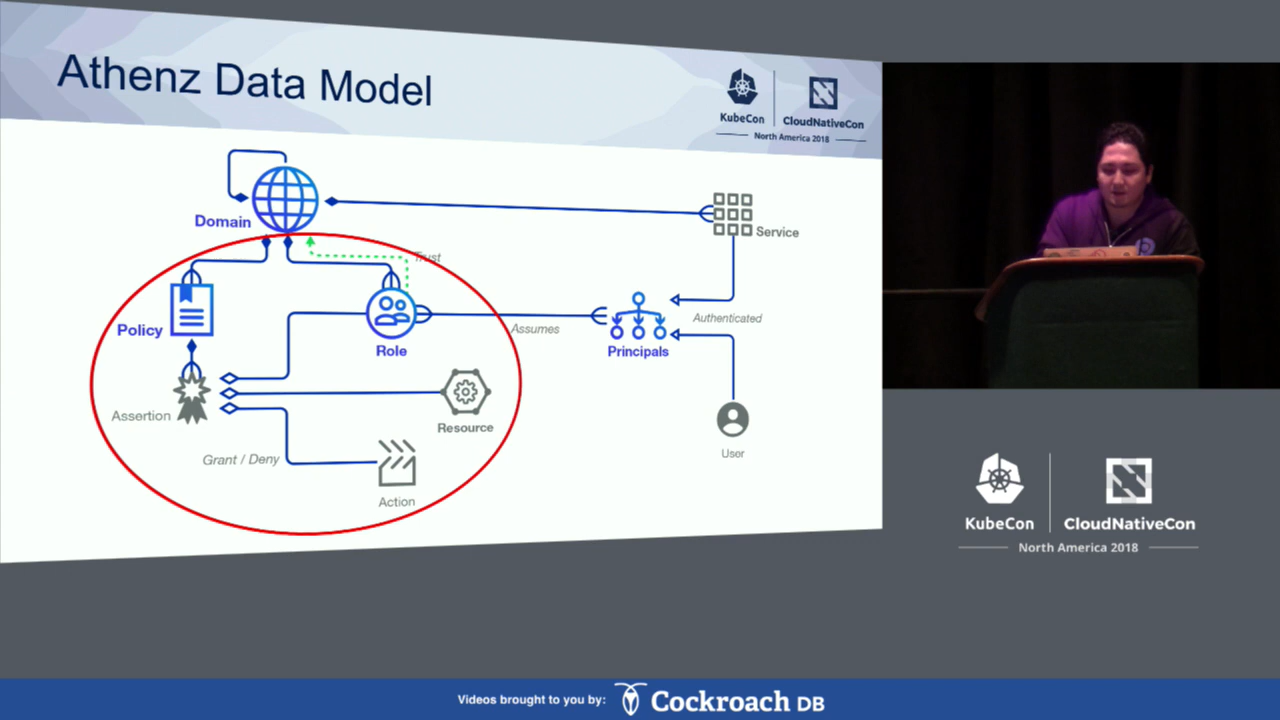 Athenz Data Model
KubeCon
CloudNativeCon
North America 2018
Domain
Service
Trust
Policy
Role
Assumes
Principals
Authenticated
Assertion
Resource
Grant / Deny
Action
User
KubeCon
CloudNativeCon
North America 2018
Videos brought to you by: Cockroach DB